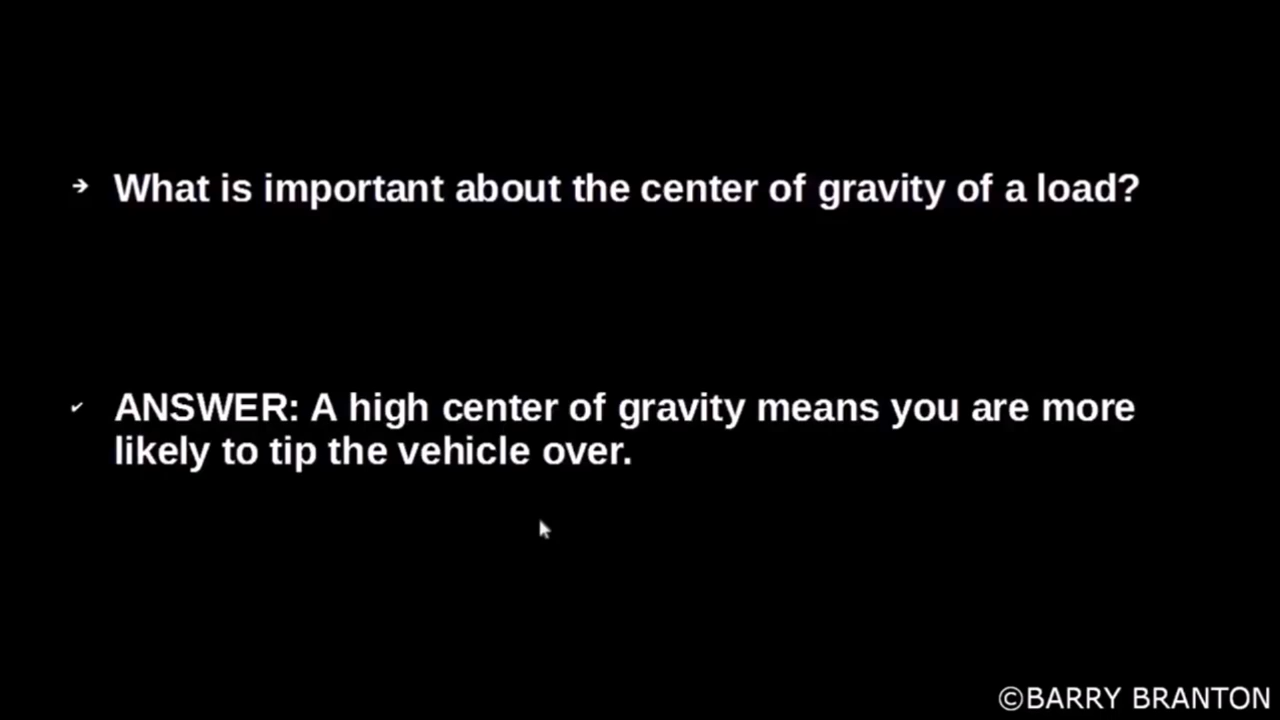 What is important about the center of gravity of a load?
ANSWER: A high center of gravity means you are more
likely to tip the vehicle over.
©BARRY BRANTON